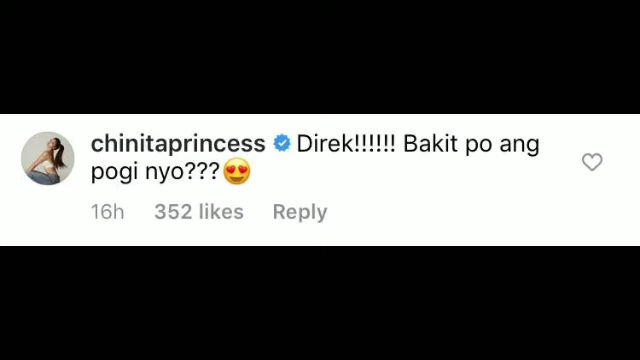 chinitaprincess Direk!!!!!! Bakit po ang
pogi nyo???😍
16h 352 likes Reply